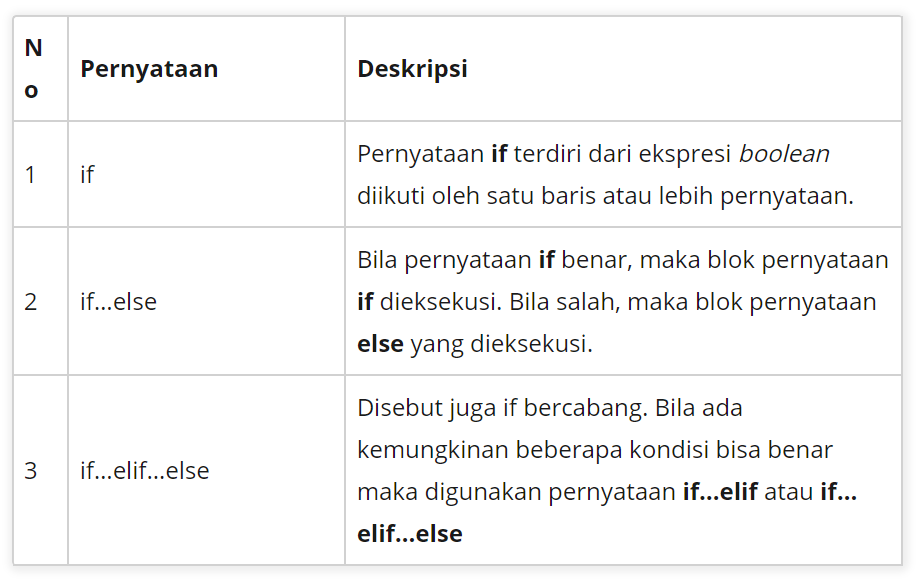 N
o
Pernyataan
Deskripsi
1
if
Pernyataan if terdiri dari ekspresi boolean
diikuti oleh satu baris atau lebih pernyataan.
2
if...else
Bila pernyataan if benar, maka blok pernyataan
if dieksekusi. Bila salah, maka blok pernyataan
else yang dieksekusi.
3
if...elif...else
Disebut juga if bercabang. Bila ada
kemungkinan beberapa kondisi bisa benar
maka digunakan pernyataan if...elif atau if...
elif...else